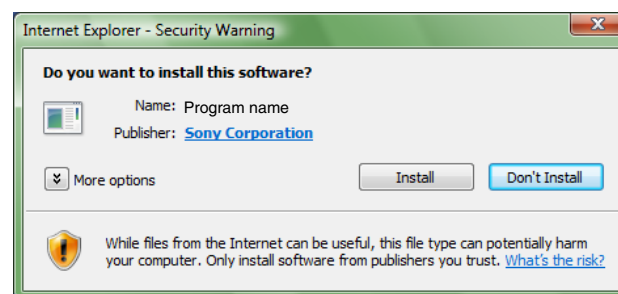 Internet Explorer - Security Warning
Do you want to install this software?
Name: Program name
Publisher: Sony Corporation
More options
Install
Don't Install
While files from the Internet can be useful, this file type can potentially harm
your computer. Only install software from publishers you trust. What's the risk?